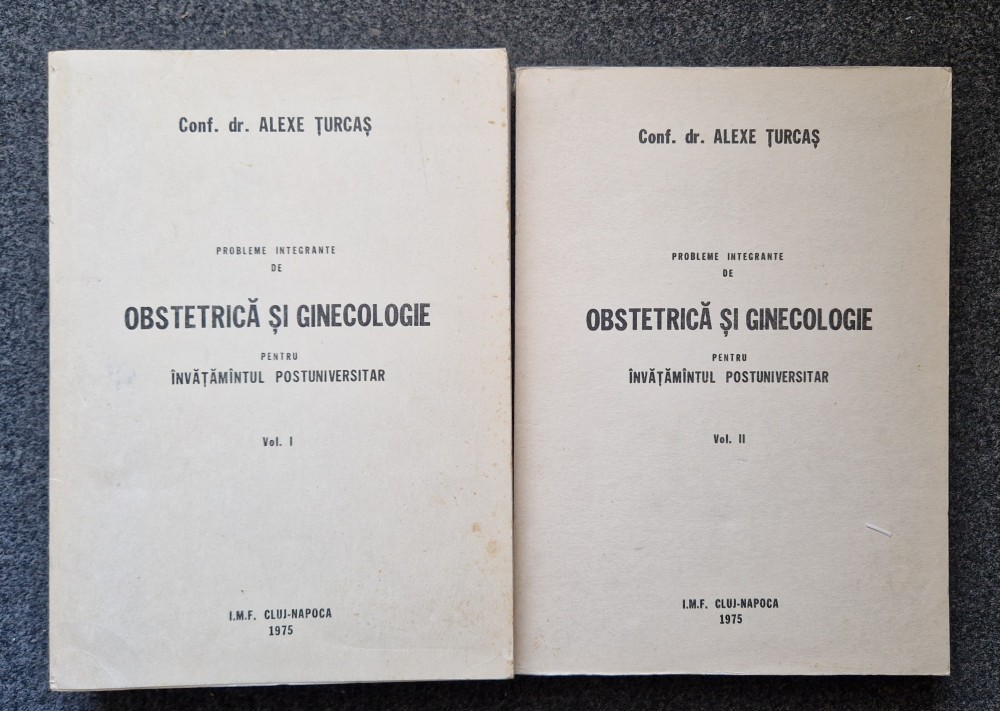 Conf. dr. ALEXE ȚURCAȘ
PROBLEME INTEGRANTE
DE
OBSTETRICĂ ȘI GINECOLOGIE
PENTRU
ÎNVĂȚĂMÎNTUL POSTUNIVERSITAR
Vol. I
I.M.F. CLUJ-NAPOCA
1975
Conf. dr. ALEXE ȚURCAȘ
PROBLEME INTEGRANTE
DE
OBSTETRICĂ ȘI GINECOLOGIE
PENTRU
ÎNVĂȚĂMÎNTUL POSTUNIVERSITAR
Vol. II
I.M.F. CLUJ-NAPOCA
1975